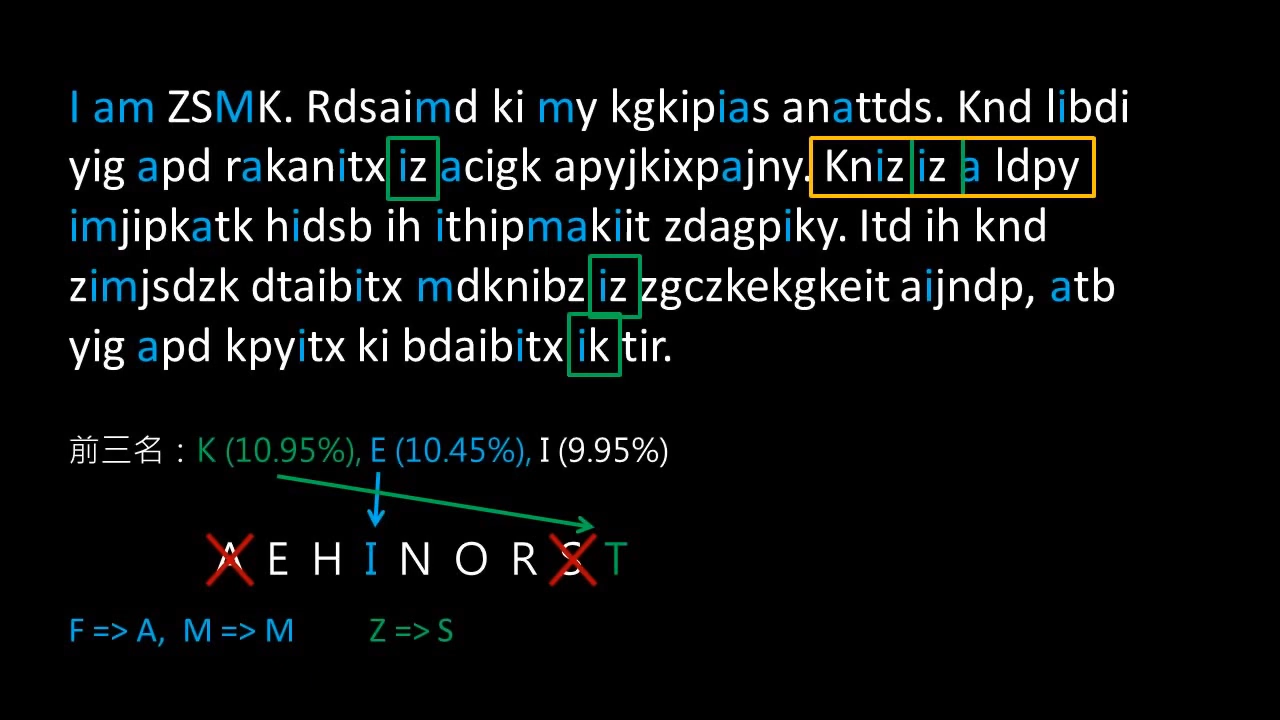 I am ZSMK. Rdsaimd ki my kgkipias anattds. Knd libdi
yig apd rakanitx iz acigk apyjkixpajny. Kniz iz a ldpy
imjipkatk hidsb ih ithipmakiit zdagpiky. Itd ih knd
zimjsdzk dtaibitx mdknibz iz zgczkekgkeit aijndp, atb
yig apd kpyitx ki bdaibitx ik tir.
前三名：K (10.95%), E (10.45%), I (9.95%)
A E H I N O R S T
F => A, M => M Z => S